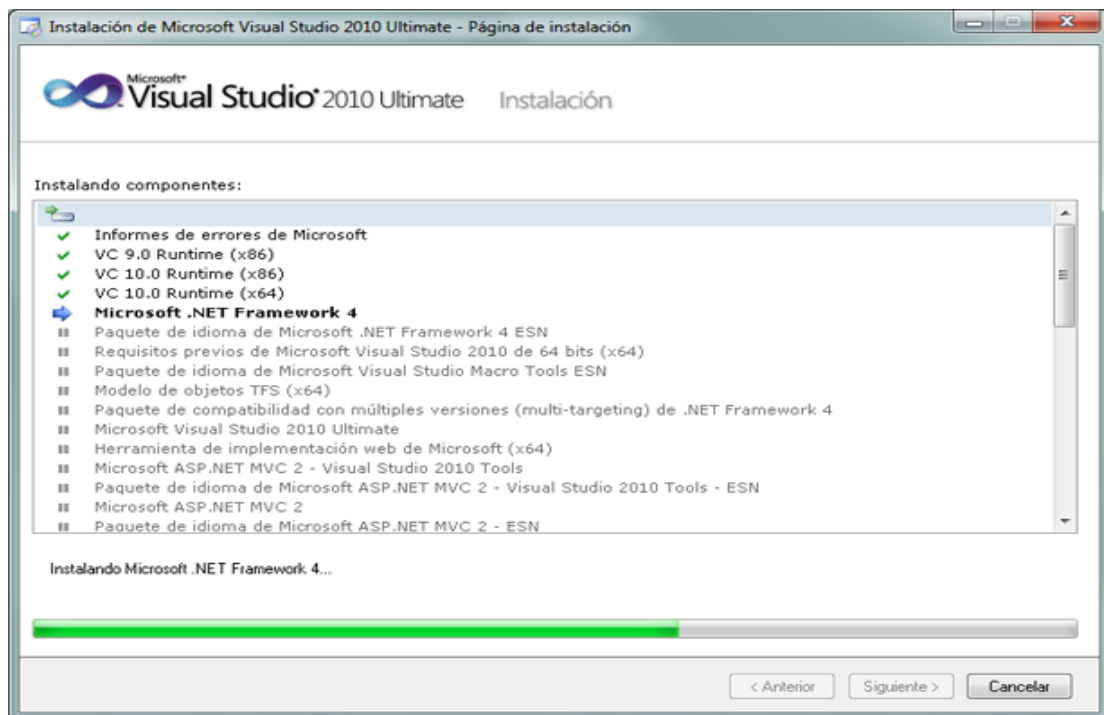 Instalación de Microsoft Visual Studio 2010 Ultimate - Página de instalación
Microsoft®
Visual Studio® 2010 Ultimate Instalación
Instalando componentes:
Informes de errores de Microsoft
VC 9.0 Runtime (x86)
VC 10.0 Runtime (x86)
VC 10.0 Runtime (x64)
Microsoft .NET Framework 4
Paquete de idioma de Microsoft .NET Framework 4 ESN
Requisitos previos de Microsoft Visual Studio 2010 de 64 bits (x64)
Paquete de idioma de Microsoft Visual Studio Macro Tools ESN
Modelo de objetos TFS (x64)
Paquete de compatibilidad con múltiples versiones (multi-targeting) de .NET Framework 4
Microsoft Visual Studio 2010 Ultimate
Herramienta de implementación web de Microsoft (x64)
Microsoft ASP.NET MVC 2 - Visual Studio 2010 Tools
Paquete de idioma de Microsoft ASP.NET MVC 2 - Visual Studio 2010 Tools - ESN
Microsoft ASP.NET MVC 2
Paquete de idioma de Microsoft ASP.NET MVC 2 - ESN
Instalando Microsoft .NET Framework 4...
< Anterior Siguiente > Cancelar